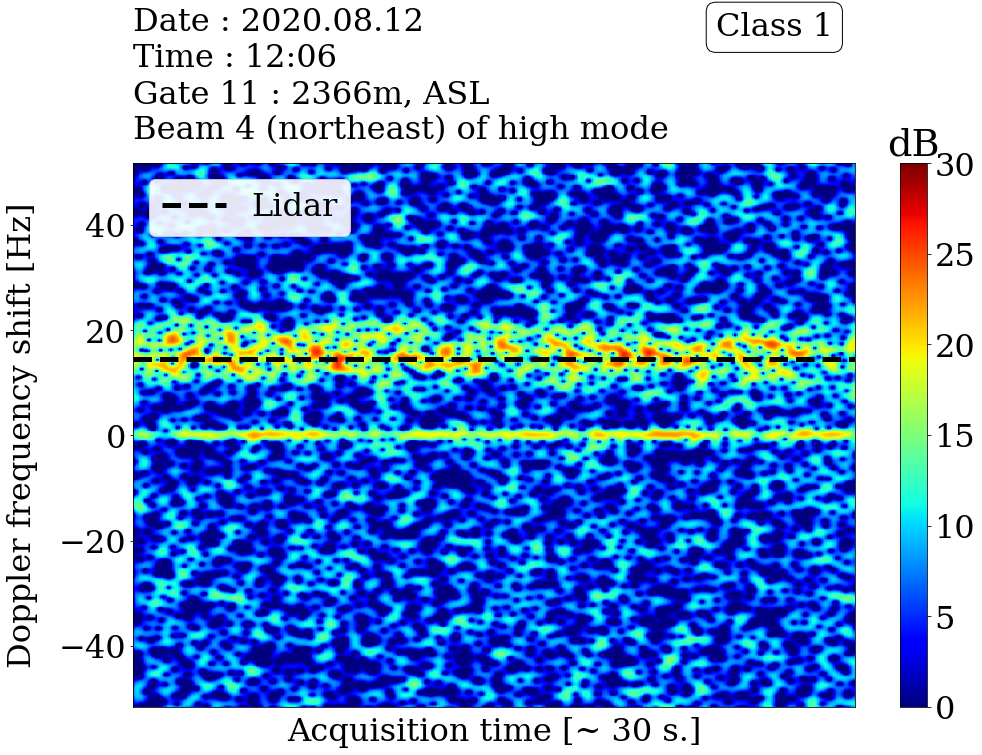 Date : 2020.08.12
Class 1
Time : 12:06
Gate 11 : 2366m, ASL
Beam 4 (northeast) of high mode
dB
Lidar
Doppler frequency shift [Hz]
40
20
0
−20
−40
30
25
20
15
10
5
0
Acquisition time [~ 30 s.]